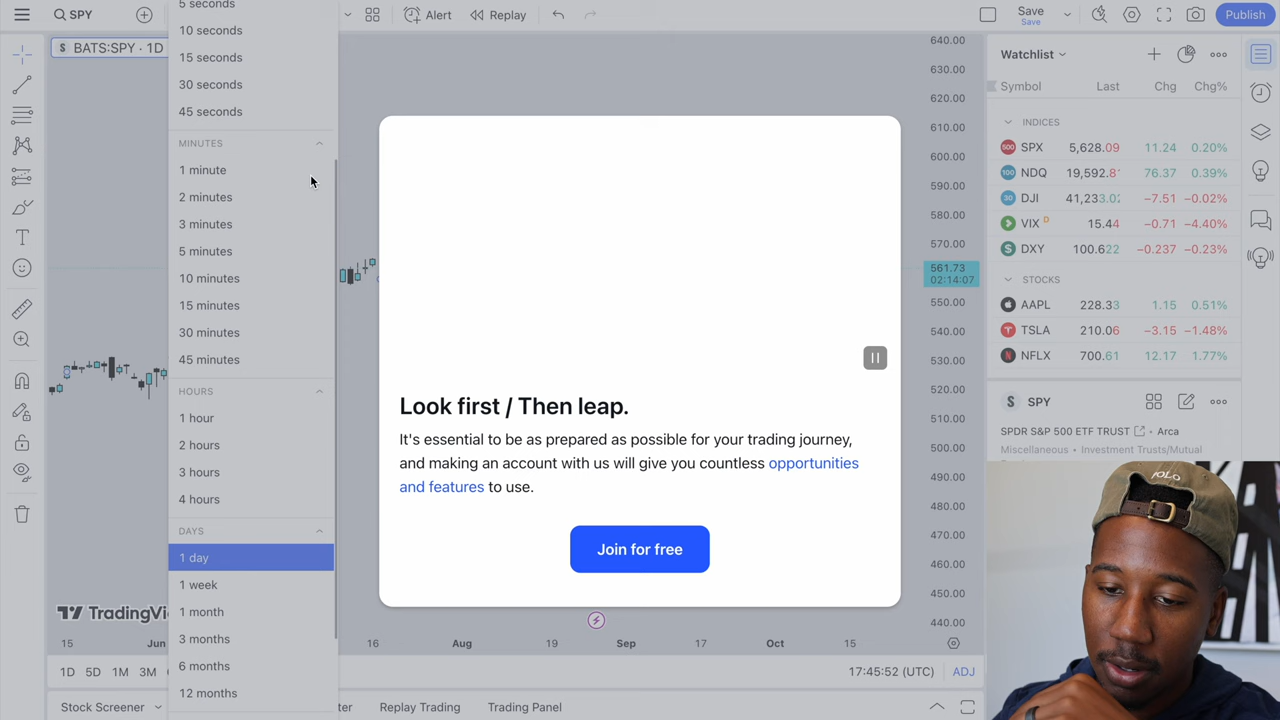 SPY
Alert
Replay
Save
Save
Publish
BATS:SPY · 1D
5 seconds
10 seconds
15 seconds
30 seconds
45 seconds
MINUTES
1 minute
2 minutes
3 minutes
5 minutes
10 minutes
15 minutes
30 minutes
45 minutes
HOURS
1 hour
2 hours
3 hours
4 hours
DAYS
1 day
1 week
1 month
3 months
6 months
12 months
Look first / Then leap.
It's essential to be as prepared as possible for your trading journey,
and making an account with us will give you countless opportunities
and features to use.
Join for free
640.00
630.00
620.00
610.00
600.00
590.00
580.00
570.00
561.73
02:14:07
550.00
540.00
530.00
520.00
510.00
500.00
490.00
480.00
470.00
460.00
450.00
440.00
15 Jun 16 Aug 19 Sep 17 Oct 15
1D 5D 1M 3M
17:45:52 (UTC) ADJ
Stock Screener
Replay Trading
Trading Panel
Watchlist
Symbol Last Chg Chg%
INDICES
500 SPX 5,628.09 11.24 0.20%
100 NDQ 19,592.8 76.37 0.39%
30 DJI 41,233.0 −7.51 −0.02%
VIX D 15.44 −0.71 −4.40%
DXY 100.622 −0.237 −0.23%
STOCKS
AAPL 228.33 1.15 0.51%
TSLA 210.06 −3.15 −1.48%
NFLX 700.61 12.17 1.77%
SPY
SPDR S&P 500 ETF TRUST · Arca
Miscellaneous · Investment Trusts/Mutual